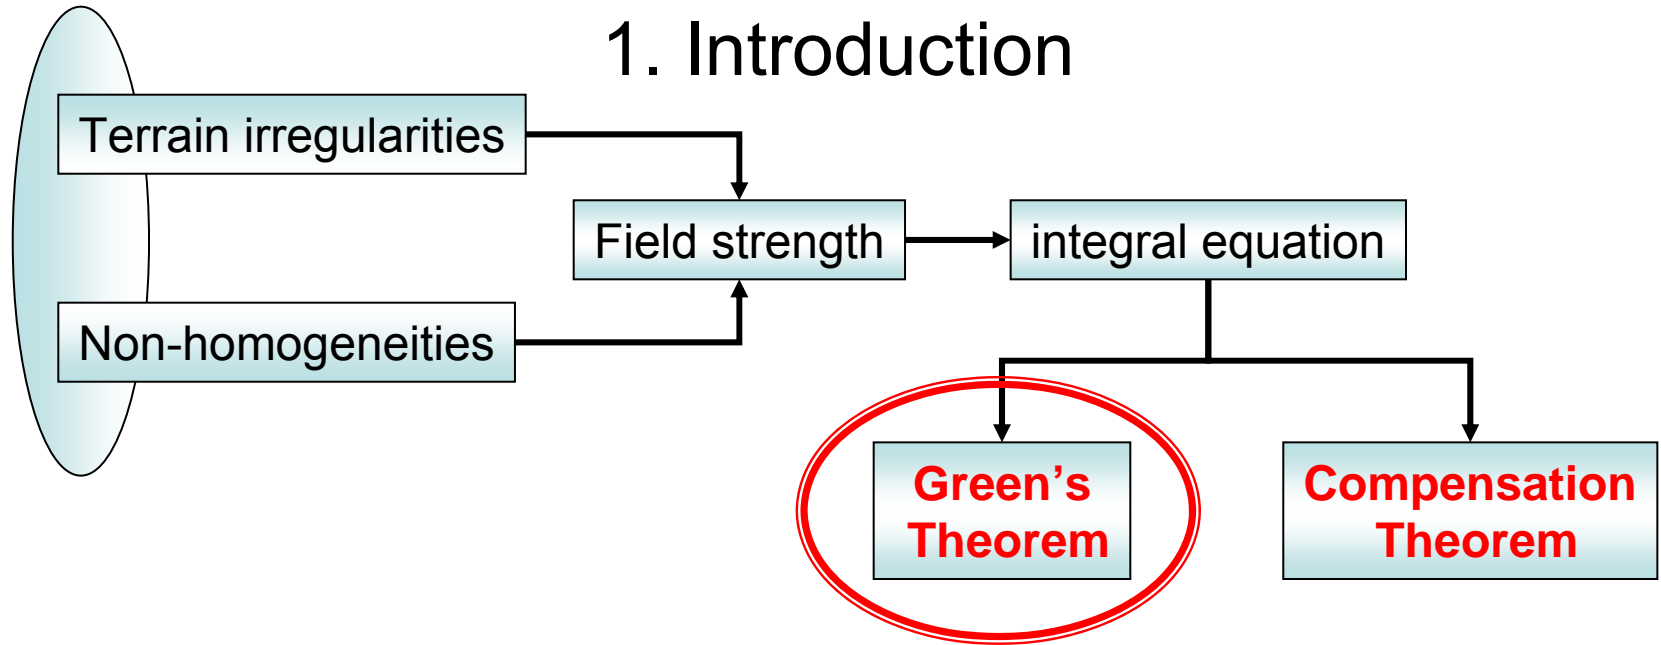 1. Introduction
Terrain irregularities
Field strength
integral equation
Non-homogeneities
Green’s
Theorem
Compensation
Theorem